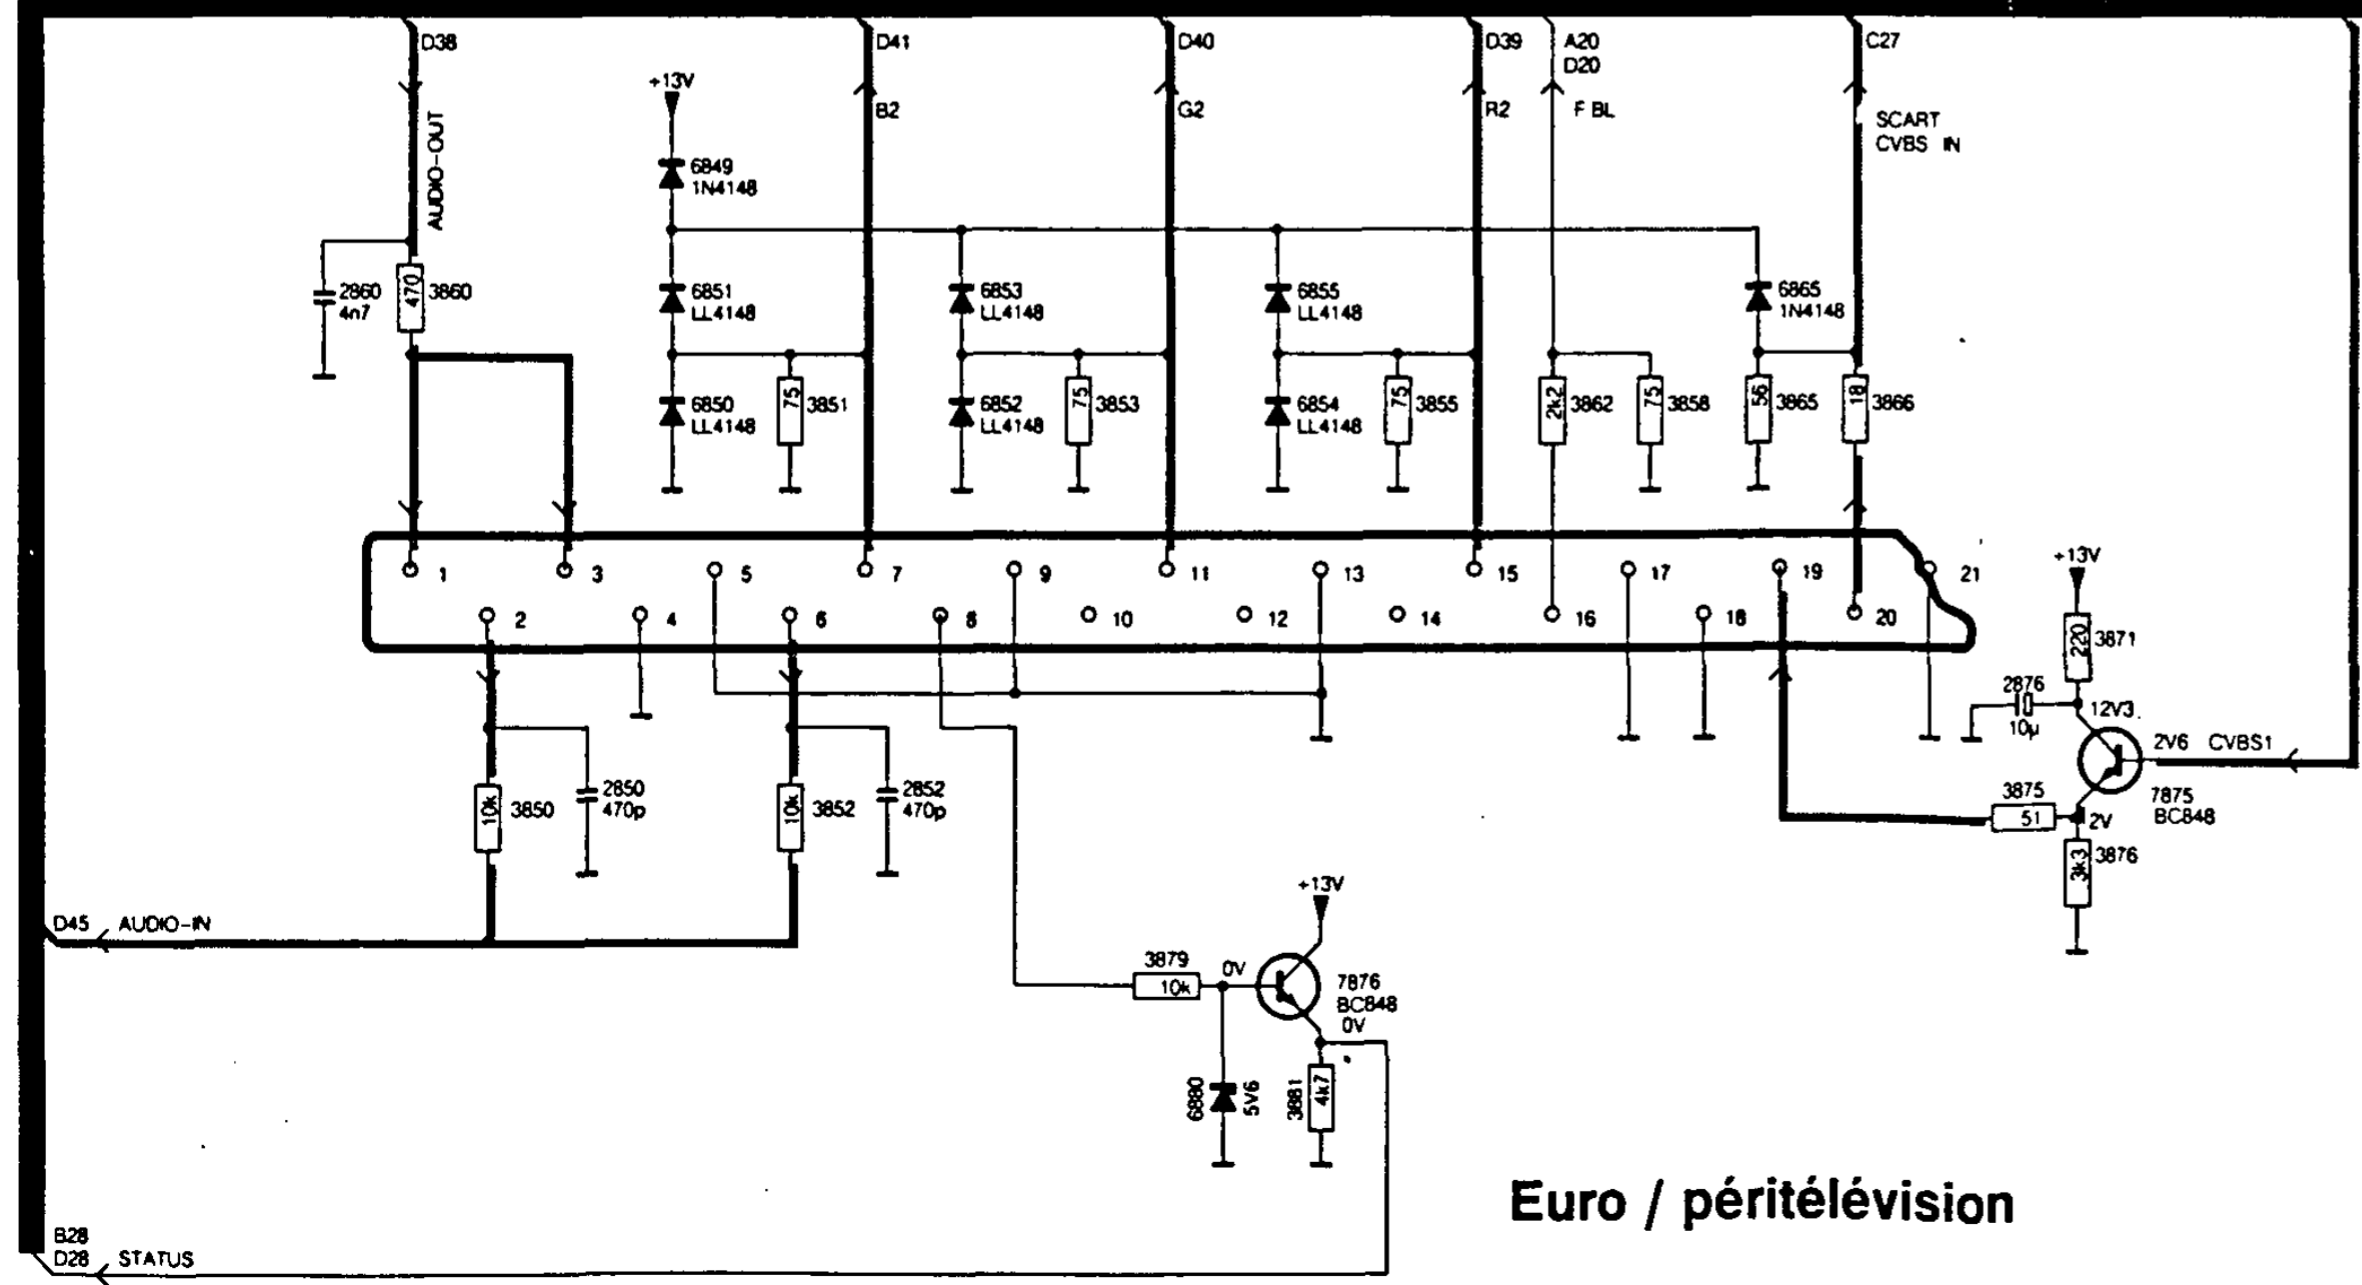 D38
D41
D40
D39
A20
D20
C27
+13V
B2
G2
R2
F BL
SCART
CVBS IN
AUDIO-OUT
6849
1N4148
2860
4n7
470
3860
6851
LL4148
6853
LL4148
6855
LL4148
6865
1N4148
6850
LL4148
75
3851
6852
LL4148
75
3853
6854
LL4148
75
3855
2k2
3862
75
3858
56
3865
18
3866
1
3
5
7
9
11
13
15
17
19
21
2
4
6
8
10
12
14
16
18
20
+13V
220
3871
2876
10µ
12V3
2V6 CVBS1
7875
BC848
3875
51
2V
3k3
3876
10k
3850
2850
470p
10k
3852
2852
470p
D45 AUDIO-IN
+13V
3879
10k
0V
7876
BC848
0V
6880
5V6
3881
4k7
Euro / péritélévision
B28
D28 STATUS